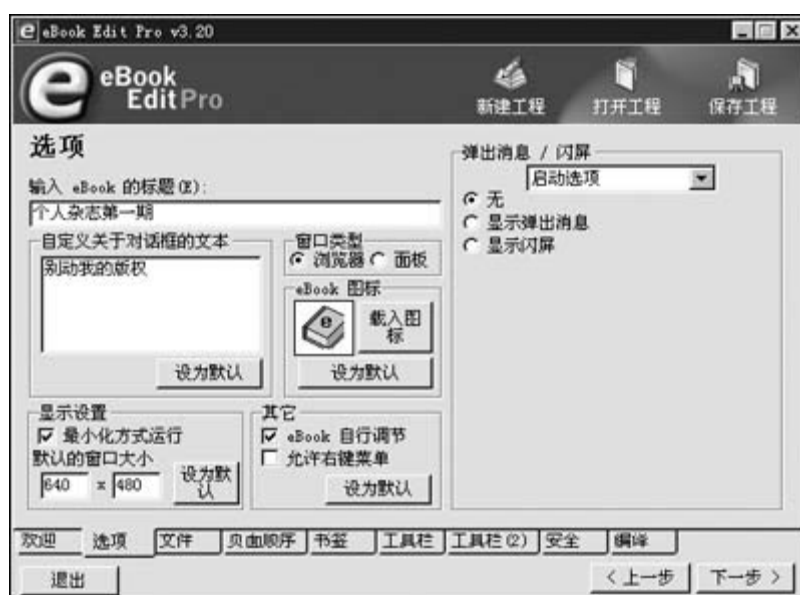 eBook Edit Pro v3.20
eBook
Edit Pro
新建工程
打开工程
保存工程
选项
输入 eBook 的标题(E):
个人杂志第一期
自定义关于对话框的文本
别动我的版权
设为默认
窗口类型
浏览器
面板
eBook 图标
载入图
标
设为默认
显示设置
最小化方式运行
默认的窗口大小
640 x 480
设为默
认
其它
eBook 自行调节
允许右键菜单
设为默认
弹出消息 / 闪屏
启动选项
无
显示弹出消息
显示闪屏
欢迎 选项 文件 页面顺序 书签 工具栏 工具栏(2) 安全 编译
退出
<上一步
下一步>